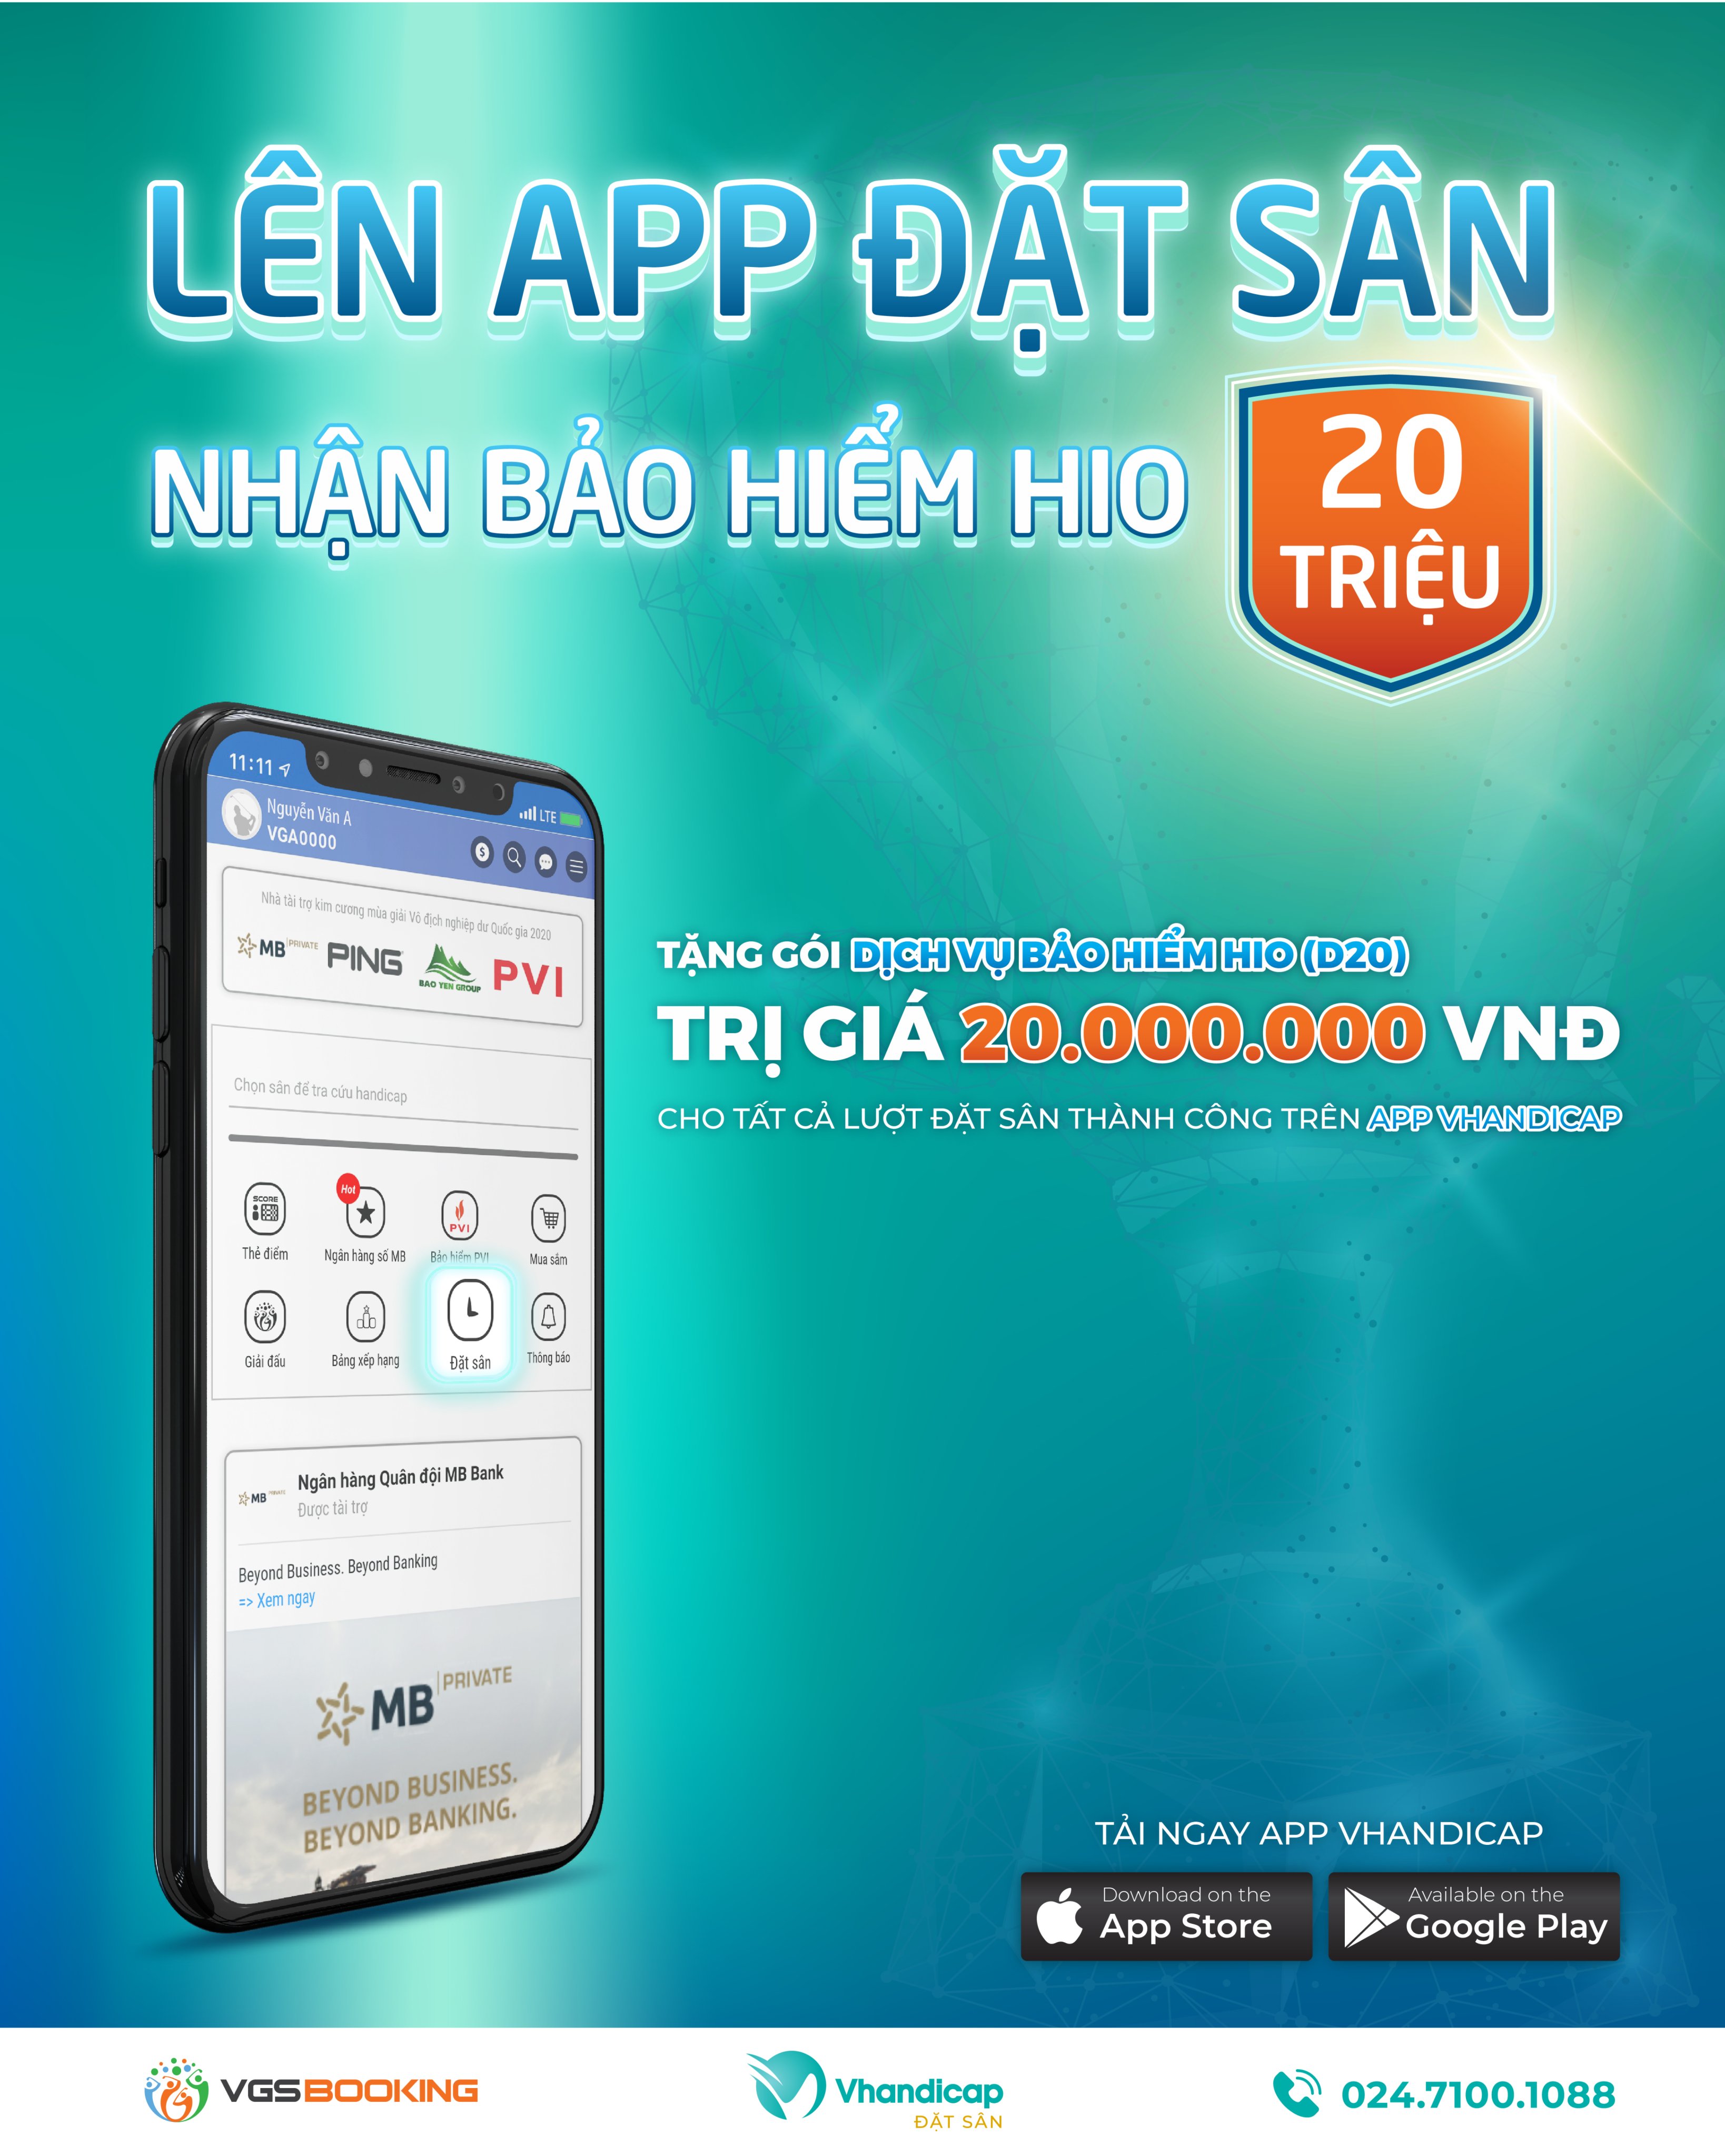 LÊN APP ĐẶT SÂN
NHẬN BẢO HIỂM HIO
20
TRIỆU
11:11
LTE
Nguyễn Văn A
VGA0000
Nhà tài trợ kim cương mùa giải Vô địch nghiệp dư Quốc gia 2020
MB PRIVATE PING BAO YEN GROUP PVI
Chọn sân để tra cứu handicap
SCORE
Hot
PVI
Thẻ điểm Ngân hàng số MB Bảo hiểm PVI Mua sắm
Giải đấu Bảng xếp hạng Đặt sân Thông báo
MB PRIVATE
Ngân hàng Quân đội MB Bank
Được tài trợ
Beyond Business. Beyond Banking
=> Xem ngay
MB PRIVATE
BEYOND BUSINESS.
BEYOND BANKING.
TẶNG GÓI DỊCH VỤ BẢO HIỂM HIO (D20)
TRỊ GIÁ 20.000.000 VNĐ
CHO TẤT CẢ LƯỢT ĐẶT SÂN THÀNH CÔNG TRÊN APP VHANDICAP
TẢI NGAY APP VHANDICAP
Download on the
App Store
Available on the
Google Play
VGSBOOKING
Vhandicap
ĐẶT SÂN
024.7100.1088